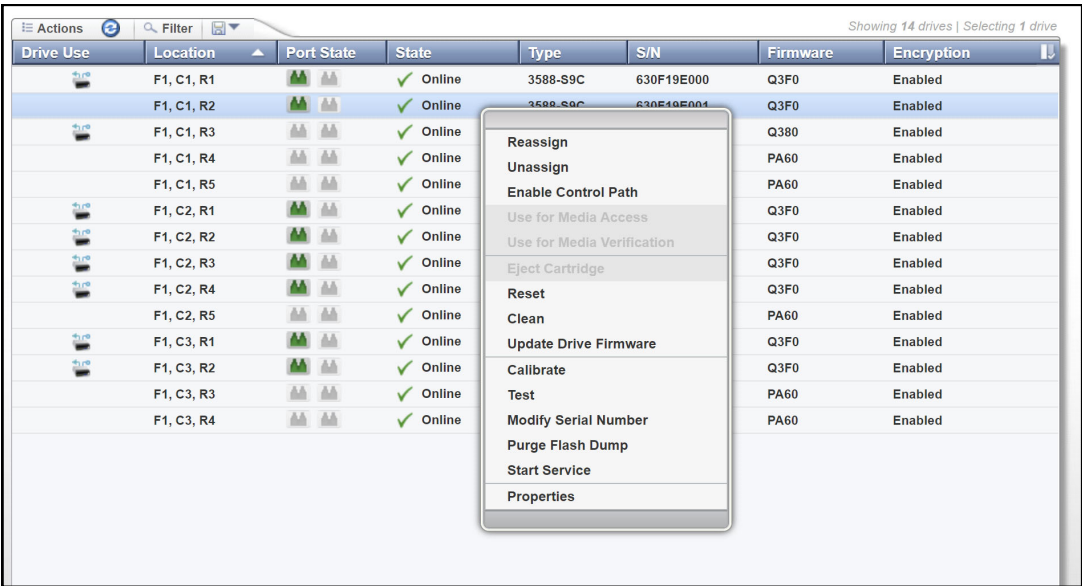 Actions Filter Showing 14 drives | Selecting 1 drive
Drive Use Location Port State State Type S/N Firmware Encryption
F1, C1, R1 Online 3588-S9C 630F19E000 Q3F0 Enabled
F1, C1, R2 Online 3588-S9C 630F19E001 Q3F0 Enabled
F1, C1, R3 Online Q380 Enabled
F1, C1, R4 Online PA60 Enabled
F1, C1, R5 Online PA60 Enabled
F1, C2, R1 Online Q3F0 Enabled
F1, C2, R2 Online Q3F0 Enabled
F1, C2, R3 Online Q3F0 Enabled
F1, C2, R4 Online Q3F0 Enabled
F1, C2, R5 Online PA60 Enabled
F1, C3, R1 Online Q3F0 Enabled
F1, C3, R2 Online Q3F0 Enabled
F1, C3, R3 Online PA60 Enabled
F1, C3, R4 Online PA60 Enabled
Reassign
Unassign
Enable Control Path
Use for Media Access
Use for Media Verification
Eject Cartridge
Reset
Clean
Update Drive Firmware
Calibrate
Test
Modify Serial Number
Purge Flash Dump
Start Service
Properties